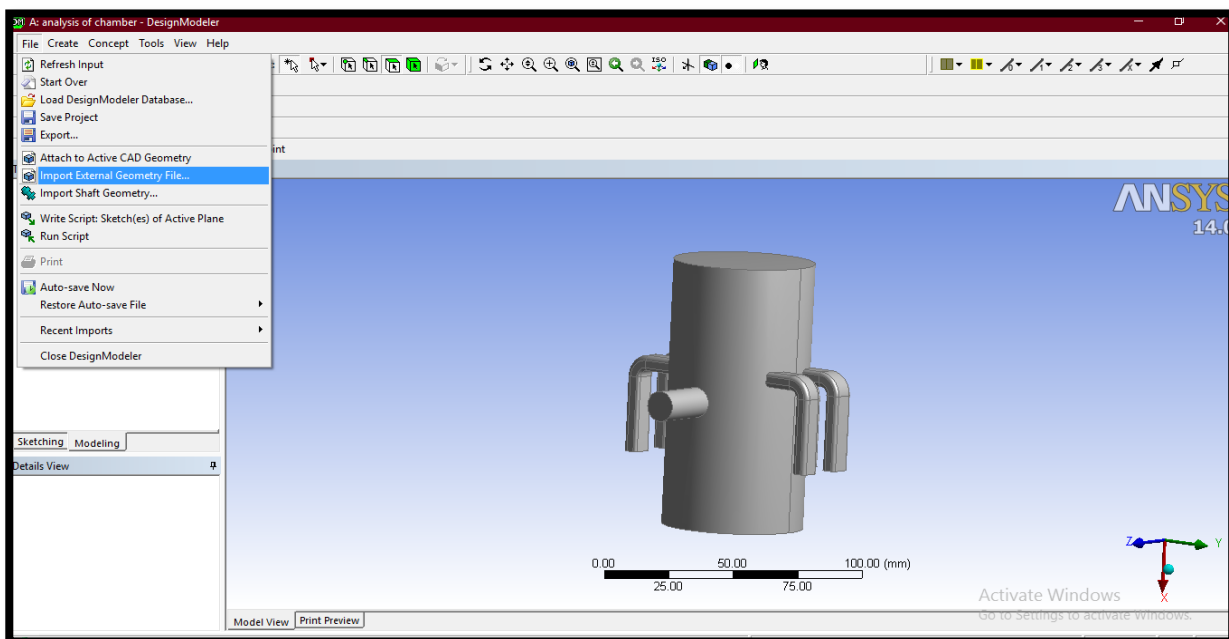 A: analysis of chamber - DesignModeler
File Create Concept Tools View Help
Refresh Input
Start Over
Load DesignModeler Database...
Save Project
Export...
Attach to Active CAD Geometry
Import External Geometry File...
Import Shaft Geometry...
Write Script: Sketch(es) of Active Plane
Run Script
Print
Auto-save Now
Restore Auto-save File
Recent Imports
Close DesignModeler
ISO
int
ANSYS
14.0
Sketching Modeling
Details View
0.00 50.00 100.00 (mm)
25.00 75.00
Z Y
X
Activate Windows
Go to Settings to activate Windows.
Model View Print Preview